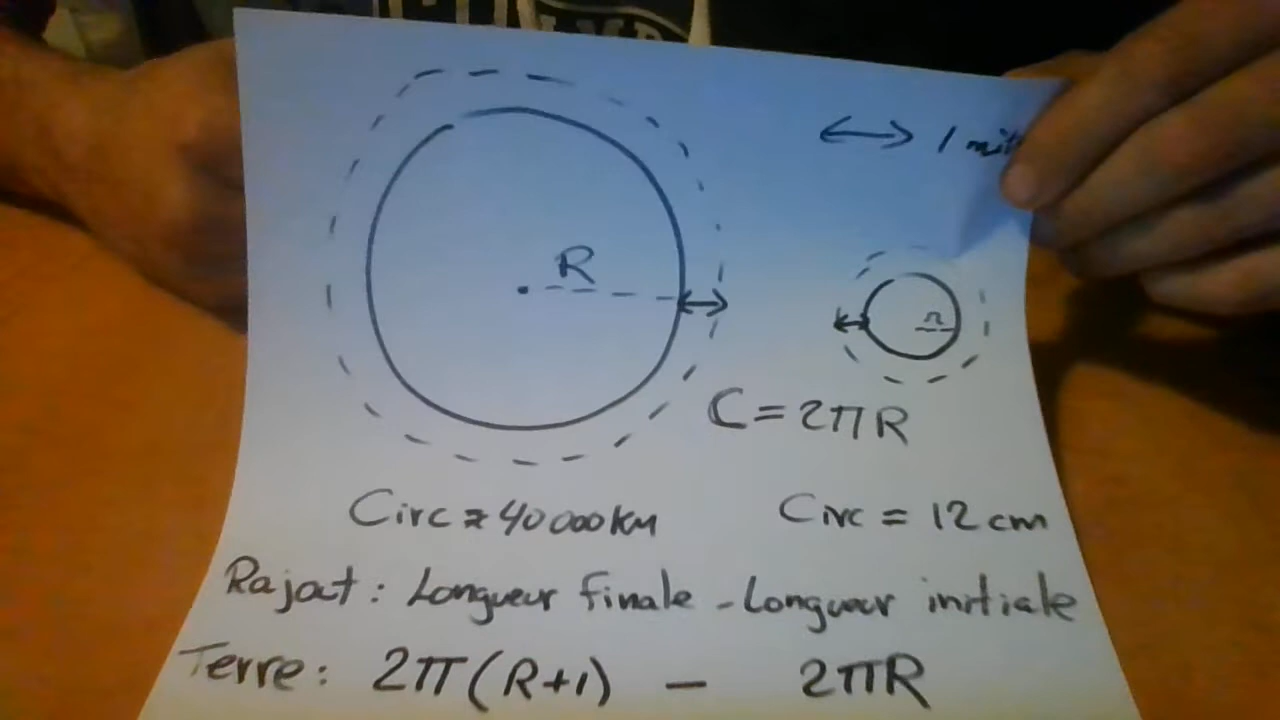 1
R
r
C = 2πR
Circ ≈ 40 000 km
Circ = 12 cm
Rajout : Longueur finale - Longueur initiale
Terre : 2π(R+1) - 2πR